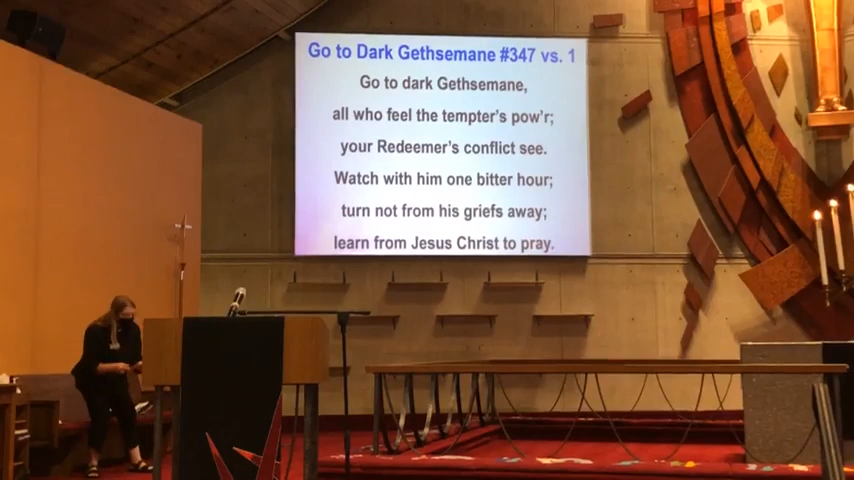 Go to Dark Gethsemane #347 vs. 1
Go to dark Gethsemane,
all who feel the tempter's pow'r;
your Redeemer's conflict see.
Watch with him one bitter hour;
turn not from his griefs away;
learn from Jesus Christ to pray.